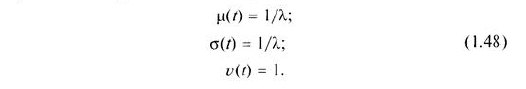 μ(t) = 1/λ;
σ(t) = 1/λ; (1.48)
υ(t) = 1.